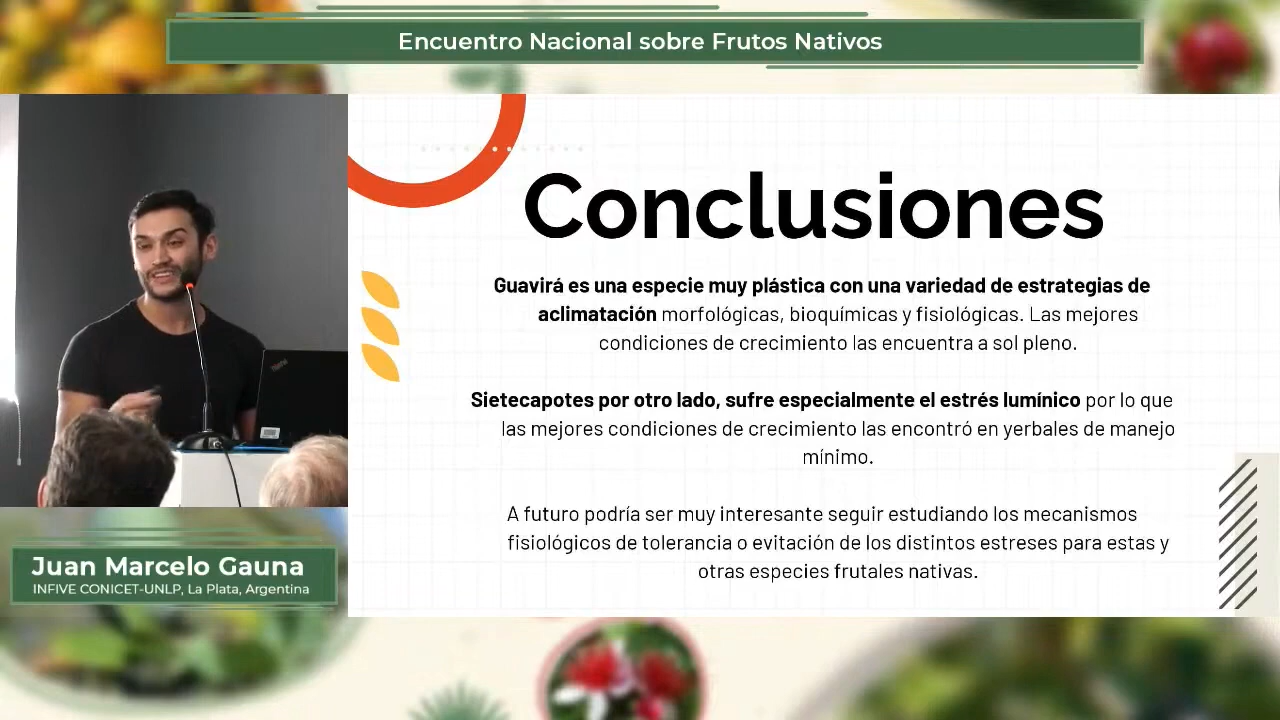 Encuentro Nacional sobre Frutos Nativos
Conclusiones
Guavirá es una especie muy plástica con una variedad de estrategias de
aclimatación morfológicas, bioquímicas y fisiológicas. Las mejores
condiciones de crecimiento las encuentra a sol pleno.
Sietecapotes por otro lado, sufre especialmente el estrés lumínico por lo que
las mejores condiciones de crecimiento las encontró en yerbales de manejo
mínimo.
A futuro podría ser muy interesante seguir estudiando los mecanismos
fisiológicos de tolerancia o evitación de los distintos estreses para estas y
otras especies frutales nativas.
Juan Marcelo Gauna
INFIVE CONICET-UNLP, La Plata, Argentina